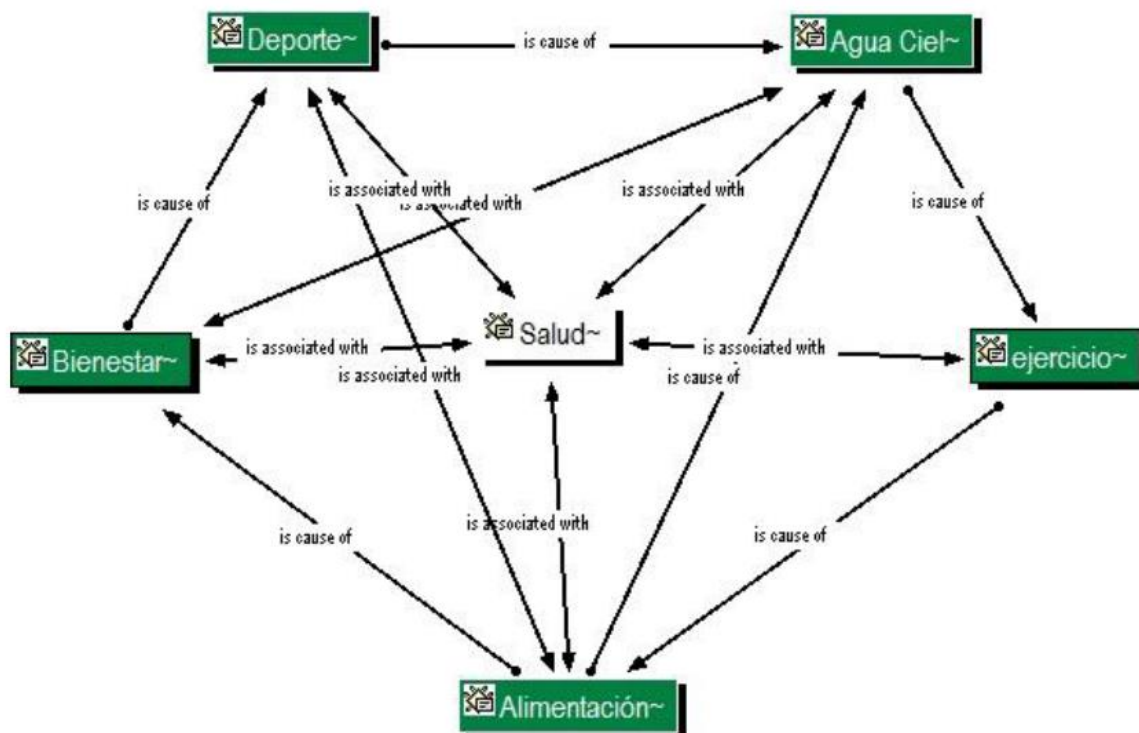 Deporte~
is cause of
Agua Ciel~
is associated with
is associated with
is associated with
is cause of
is cause of
Bienestar~
is associated with
Salud~
is associated with
ejercicio~
is associated with
is cause of
is associated with
is cause of
is cause of
Alimentación~